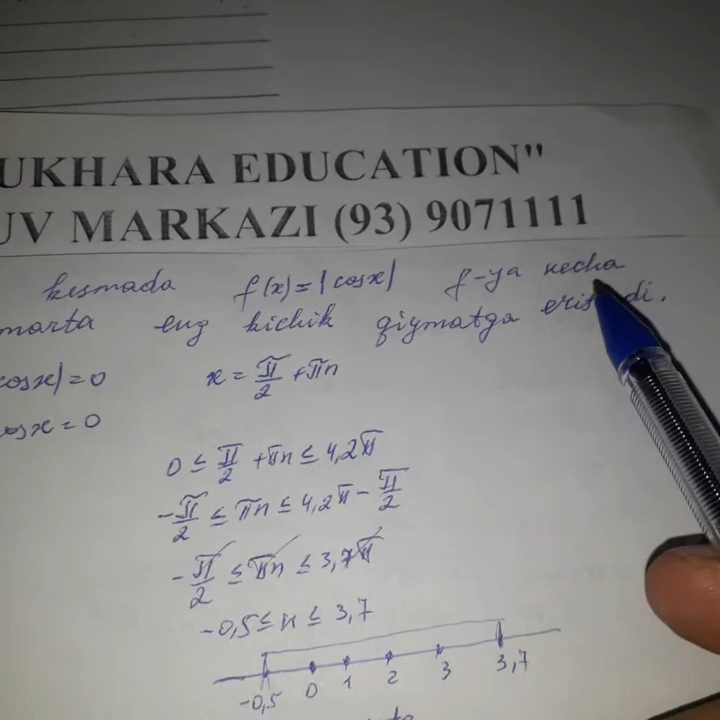 UKHARA EDUCATION"
UV MARKAZI (93) 9071111
kesmada f(x)=|cosx| f-ya necha
marta eng kichik qiymatga
cosx|=0 x = π/2 + πn
cosx = 0
0 ≤ π/2 + πn ≤ 4,2π
-π/2 ≤ πn ≤ 4,2π - π/2
-π/2 ≤ πn ≤ 3,7π
-0,5 ≤ n ≤ 3,7
-0,5 0 1 2 3 3,7